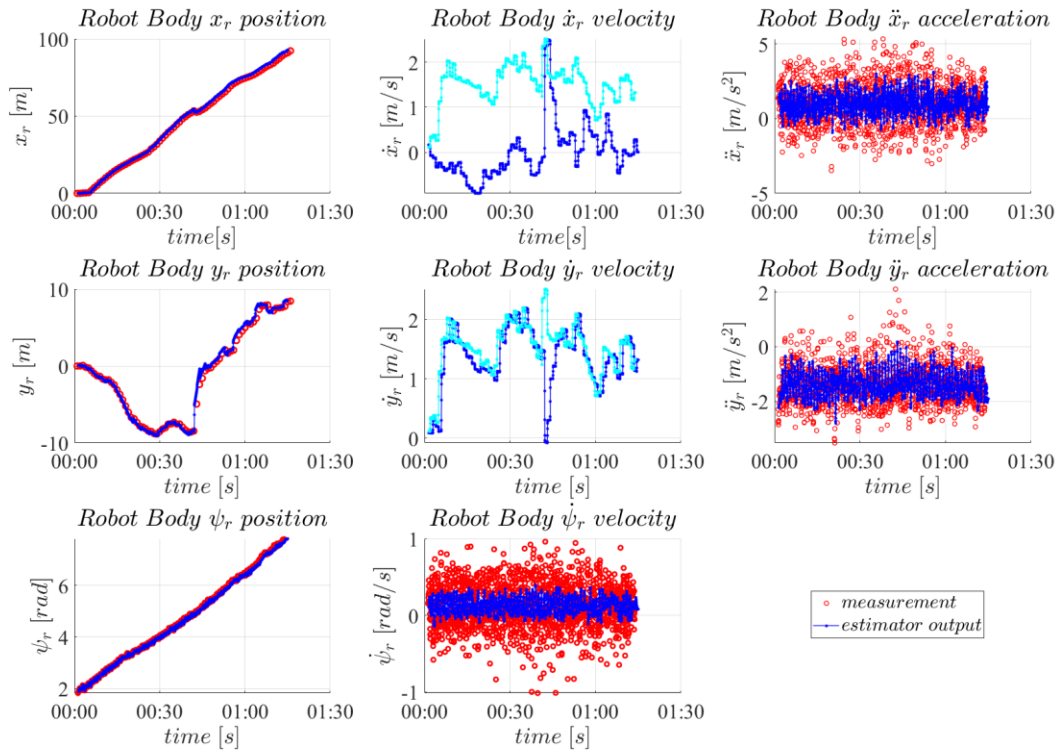 Robot Body x_r position
100
50
0
x_r [m]
00:00 00:30 01:00 01:30
time[s]
Robot Body ẋ_r velocity
2
1
0
ẋ_r [m/s]
00:00 00:30 01:00 01:30
time[s]
Robot Body ẍ_r acceleration
5
0
-5
ẍ_r [m/s²]
00:00 00:30 01:00 01:30
time[s]
Robot Body y_r position
10
0
-10
y_r [m]
00:00 00:30 01:00 01:30
time [s]
Robot Body ẏ_r velocity
2
1
0
ẏ_r [m/s]
00:00 00:30 01:00 01:30
time [s]
Robot Body ÿ_r acceleration
2
0
-2
ÿ_r [m/s²]
00:00 00:30 01:00 01:30
time [s]
Robot Body ψ_r position
6
4
2
ψ_r [rad]
00:00 00:30 01:00 01:30
time [s]
Robot Body ψ̇_r velocity
1
0
-1
ψ̇_r [rad/s]
00:00 00:30 01:00 01:30
time [s]
measurement
estimator output